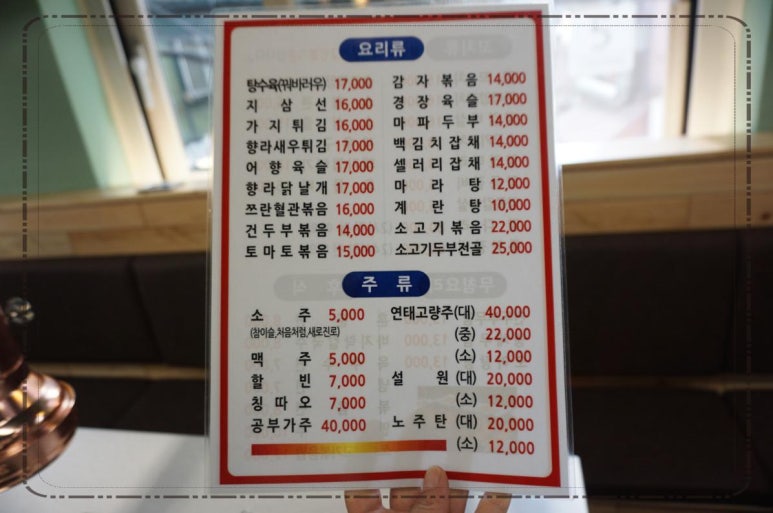 요리류
탕수육(꿔바러우) 17,000
지삼선 16,000
가지튀김 16,000
향라새우튀김 17,000
어향육슬 17,000
향라닭날개 17,000
쯔란혈관볶음 16,000
건두부볶음 14,000
토마토볶음 15,000
감자볶음 14,000
경장육슬 17,000
마파두부 14,000
백김치잡채 14,000
셀러리잡채 14,000
마라탕 12,000
계란탕 10,000
소고기볶음 22,000
소고기두부전골 25,000
주류
소주 5,000
(참이슬,처음처럼,새로진로)
맥주 5,000
할빈 7,000
칭따오 7,000
공부가주 40,000
연태고량주(대) 40,000
(중) 22,000
(소) 12,000
설원(대) 20,000
(소) 12,000
노주탄(대) 20,000
(소) 12,000